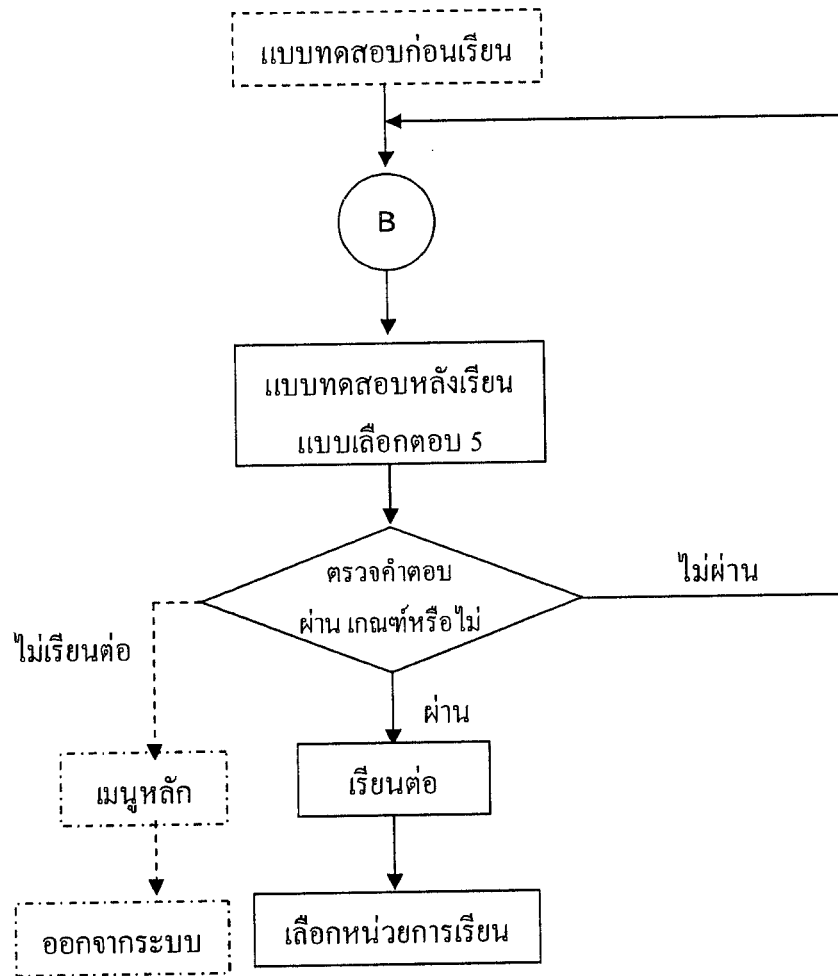 แบบทดสอบก่อนเรียน
B
แบบทดสอบหลังเรียน
แบบเลือกตอบ 5
ตรวจคำตอบ
ผ่าน เกณฑ์หรือไม่
ไม่ผ่าน
ไม่เรียนต่อ
ผ่าน
เมนูหลัก
เรียนต่อ
ออกจากระบบ
เลือกหน่วยการเรียน